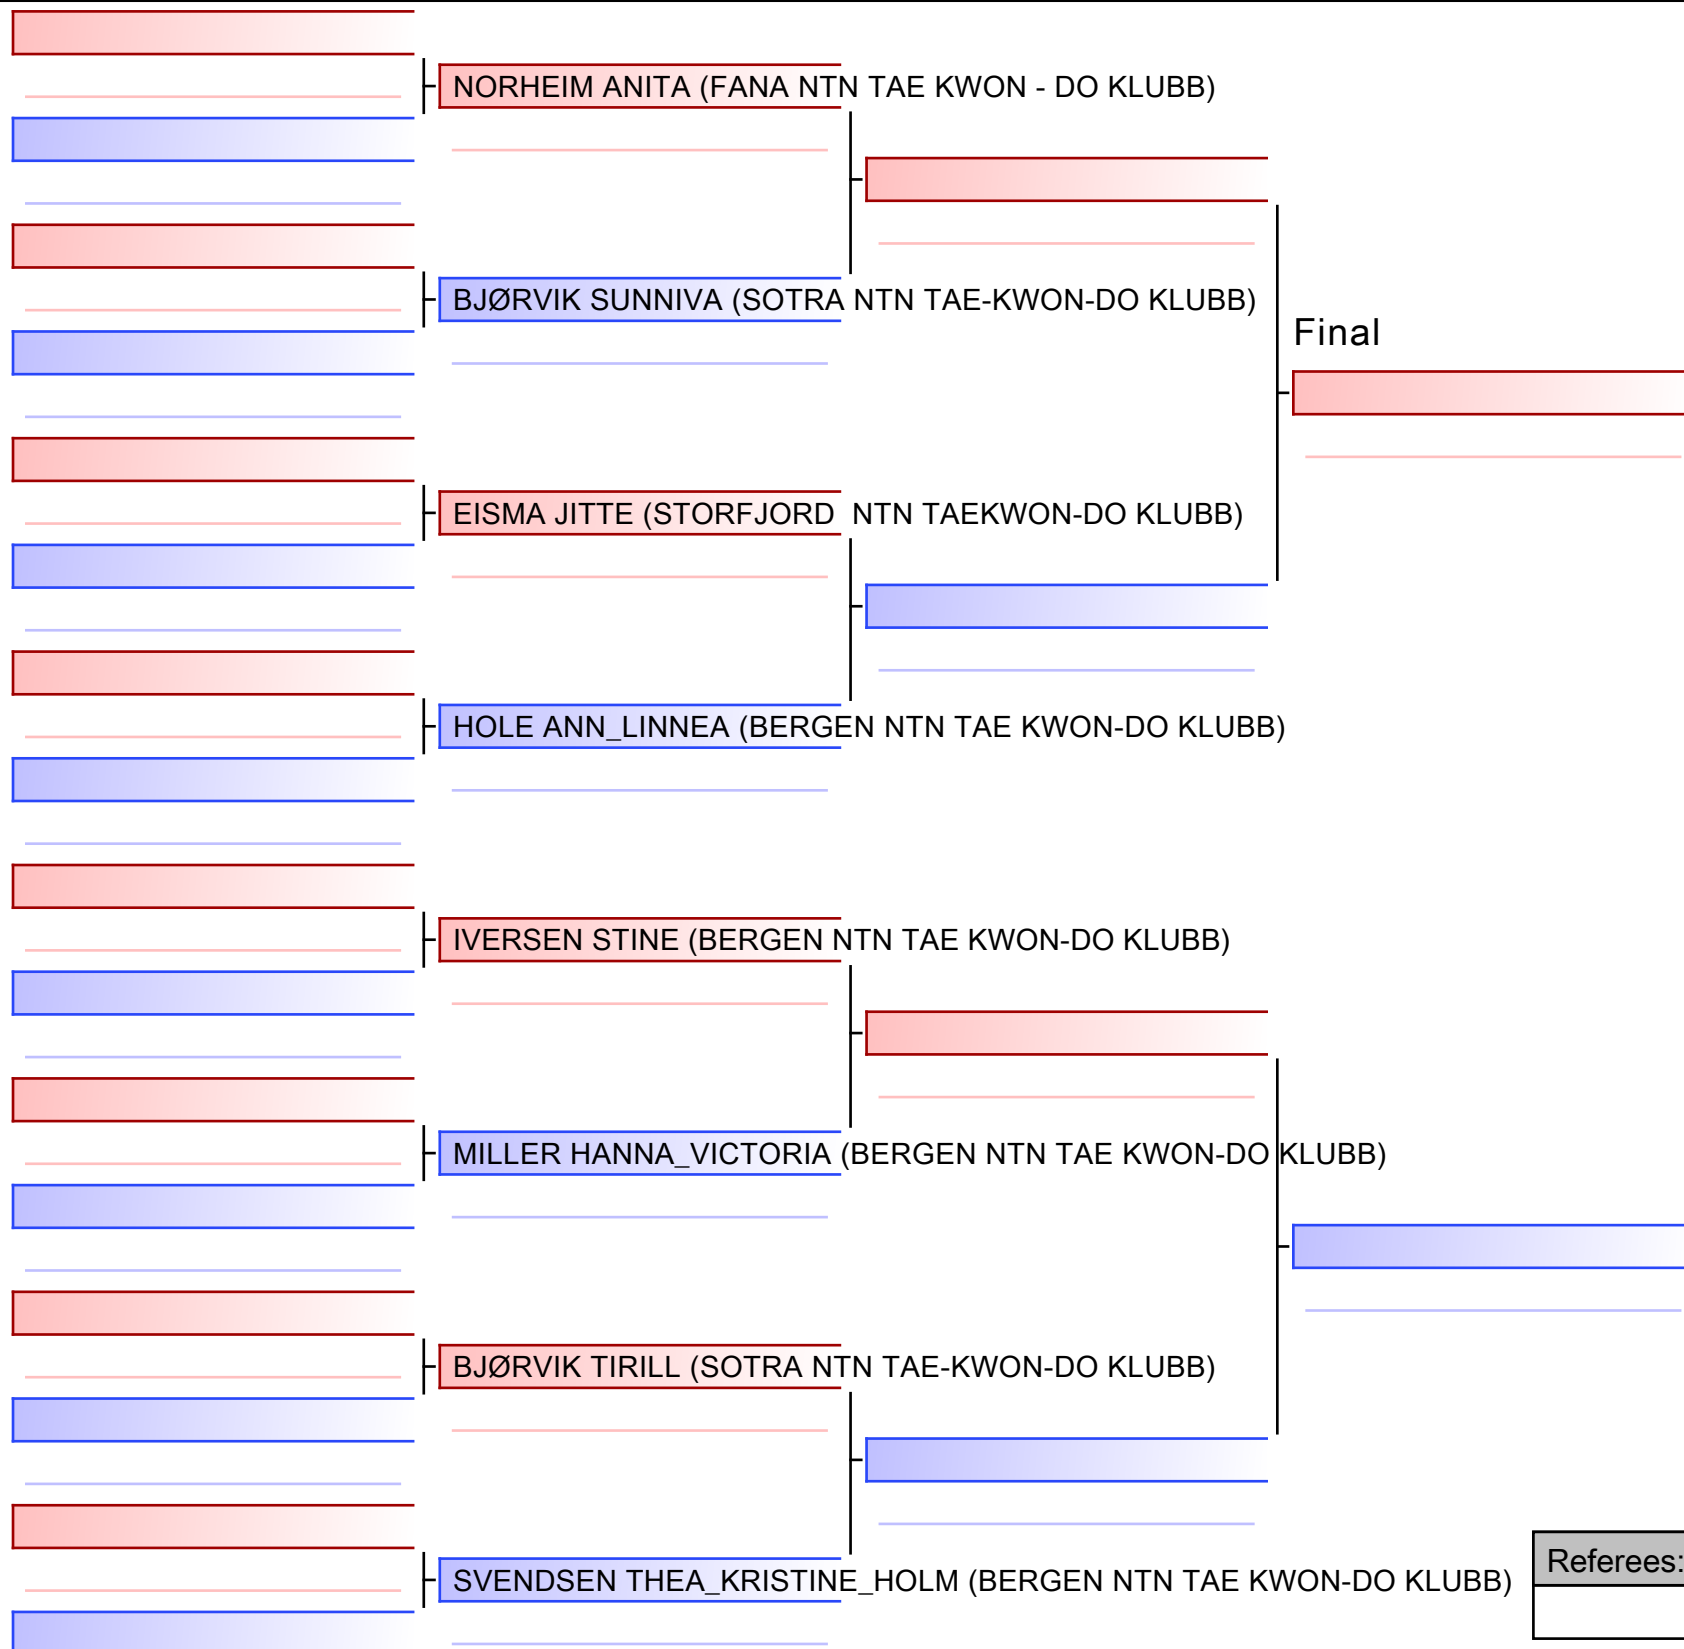 NORHEIM ANITA (FANA NTN TAE KWON - DO KLUBB)
BJØRVIK SUNNIVA (SOTRA NTN TAE-KWON-DO KLUBB)
Final
EISMA JITTE (STORFJORD  NTN TAEKWON-DO KLUBB)
HOLE ANN_LINNEA (BERGEN NTN TAE KWON-DO KLUBB)
IVERSEN STINE (BERGEN NTN TAE KWON-DO KLUBB)
MILLER HANNA_VICTORIA (BERGEN NTN TAE KWON-DO KLUBB)
BJØRVIK TIRILL (SOTRA NTN TAE-KWON-DO KLUBB)
SVENDSEN THEA_KRISTINE_HOLM (BERGEN NTN TAE KWON-DO KLUBB)
Referees: